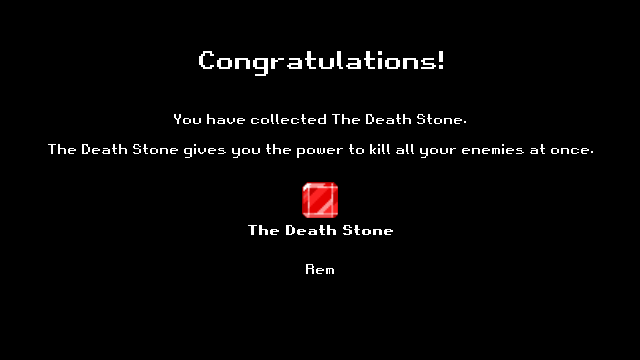 Congratulations!
You have collected The Death Stone.
The Death Stone gives you the power to kill all your enemies at once.
The Death Stone
Rem